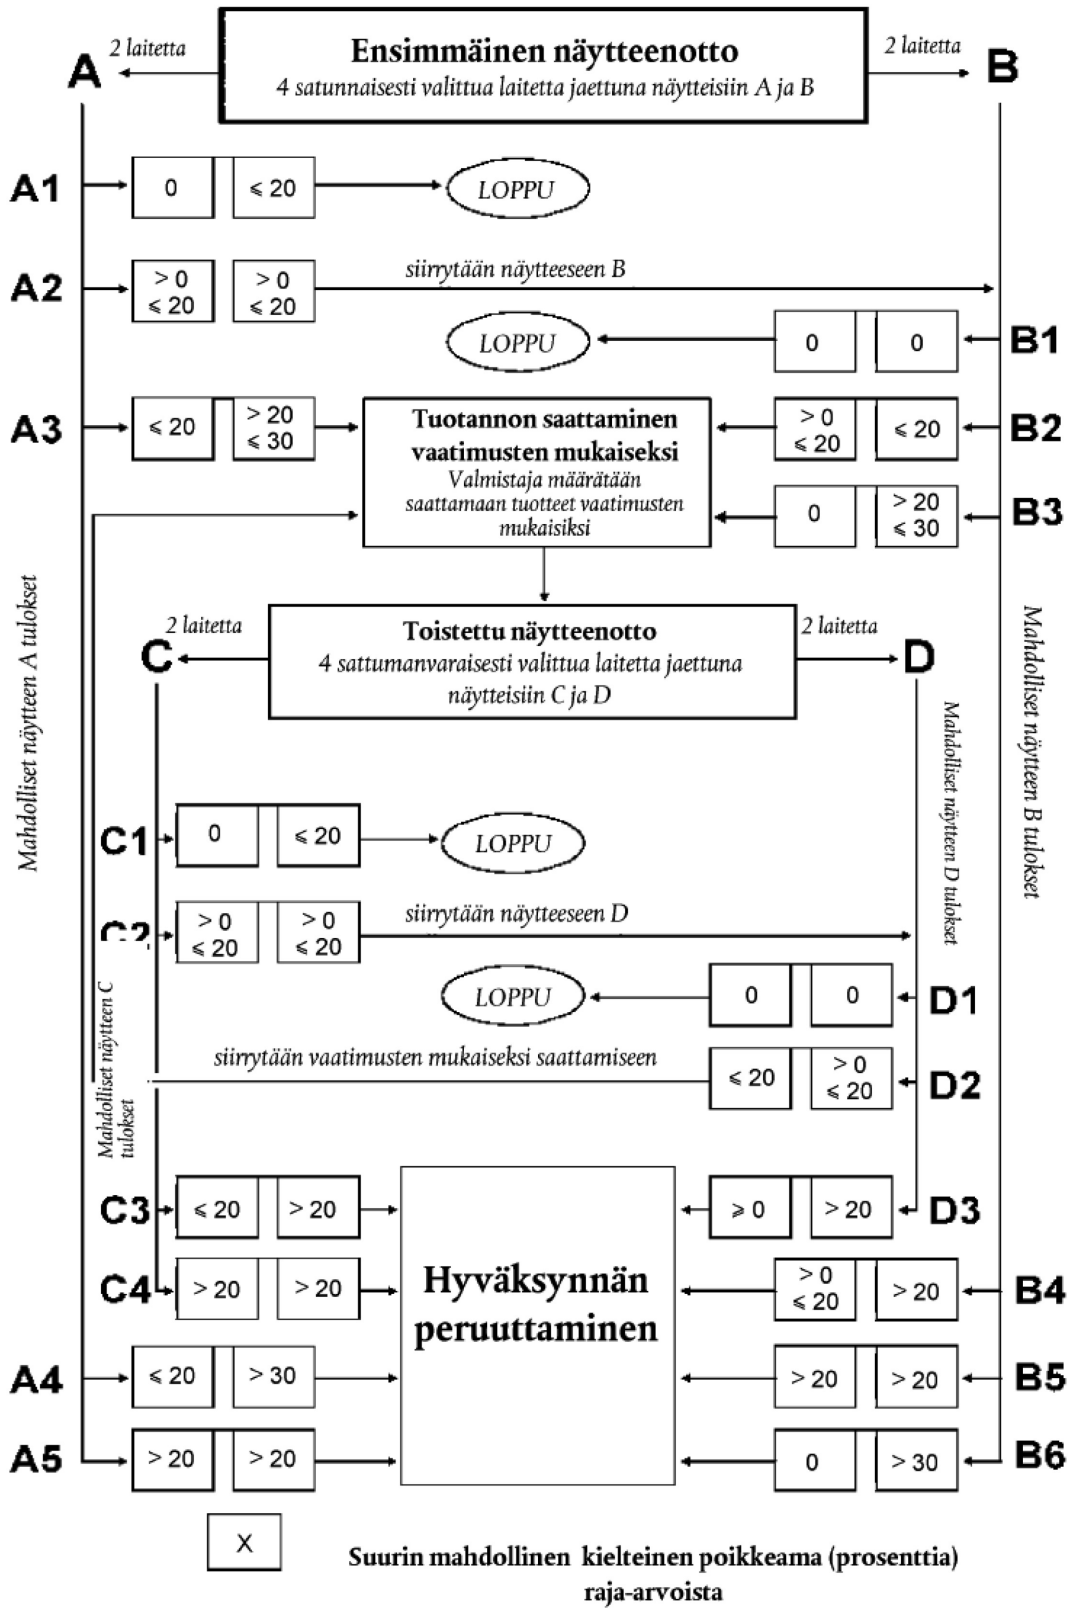 2 laitetta
Ensimmäinen näytteenotto
2 laitetta
A
4 satunnaisesti valittua laitetta jaettuna näytteisiin A ja B
B
A1
0
⩽ 20
LOPPU
A2
> 0
⩽ 20
> 0
⩽ 20
siirrytään näytteeseen B
LOPPU
0
0
B1
A3
⩽ 20
> 20
⩽ 30
Tuotannon saattaminen
vaatimusten mukaiseksi
Valmistaja määrätään
saattamaan tuotteet vaatimusten
mukaisiksi
> 0
⩽ 20
⩽ 20
B2
0
> 20
⩽ 30
B3
Mahdolliset näytteen A tulokset
Mahdolliset näytteen B tulokset
2 laitetta
C
Toistettu näytteenotto
4 sattumanvaraisesti valittua laitetta jaettuna
näytteisiin C ja D
2 laitetta
D
Mahdolliset näytteen D tulokset
C1
0
⩽ 20
LOPPU
C2
> 0
⩽ 20
> 0
⩽ 20
siirrytään näytteeseen D
LOPPU
0
0
D1
Mahdolliset näytteen C
tulokset
siirrytään vaatimusten mukaiseksi saattamiseen
⩽ 20
> 0
⩽ 20
D2
C3
⩽ 20
> 20
Hyväksynnän
peruuttaminen
⩾ 0
> 20
D3
C4
> 20
> 20
> 0
⩽ 20
> 20
B4
A4
⩽ 20
> 30
> 20
> 20
B5
A5
> 20
> 20
0
> 30
B6
X
Suurin mahdollinen kielteinen poikkeama (prosenttia)
raja-arvoista